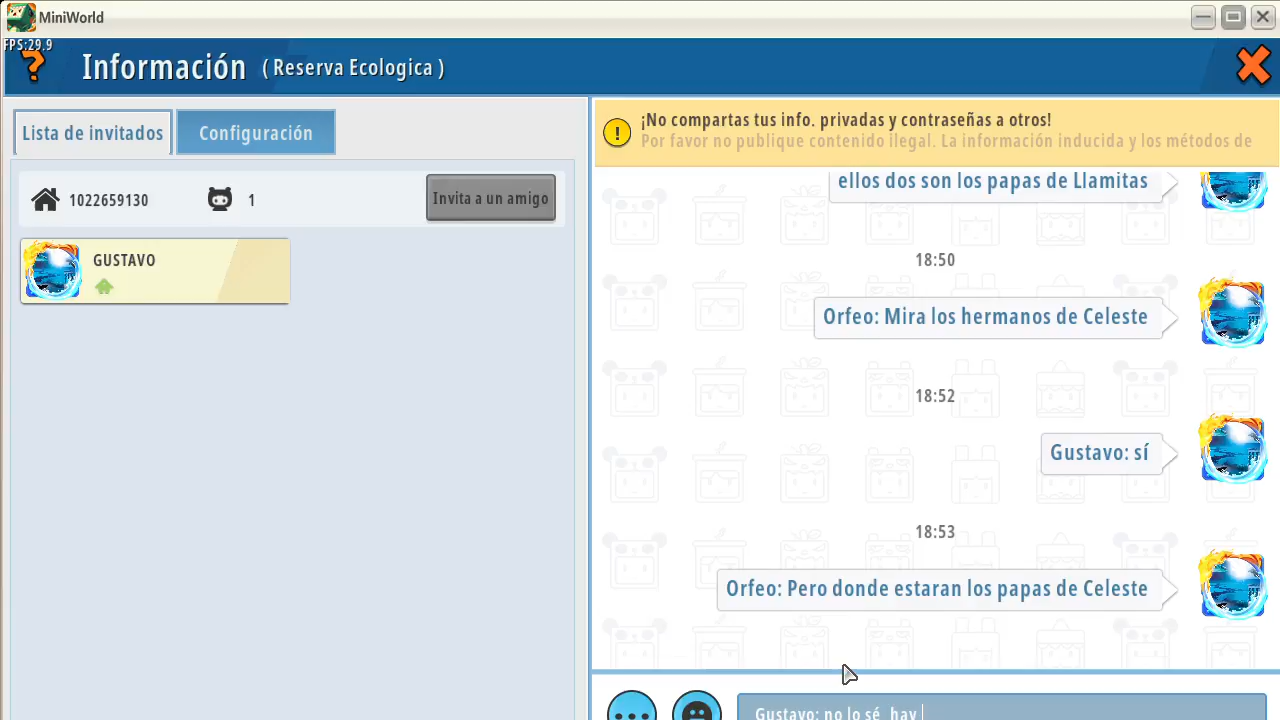 MiniWorld
FPS:29.9
Información ( Reserva Ecologica )
Lista de invitados
Configuración
1022659130
1
Invita a un amigo
GUSTAVO
¡No compartas tus info. privadas y contraseñas a otros!
Por favor no publique contenido ilegal. La información inducida y los métodos de
ellos dos son los papas de Llamitas
18:50
Orfeo: Mira los hermanos de Celeste
18:52
Gustavo: sí
18:53
Orfeo: Pero donde estaran los papas de Celeste
Gustavo: no lo sé hay